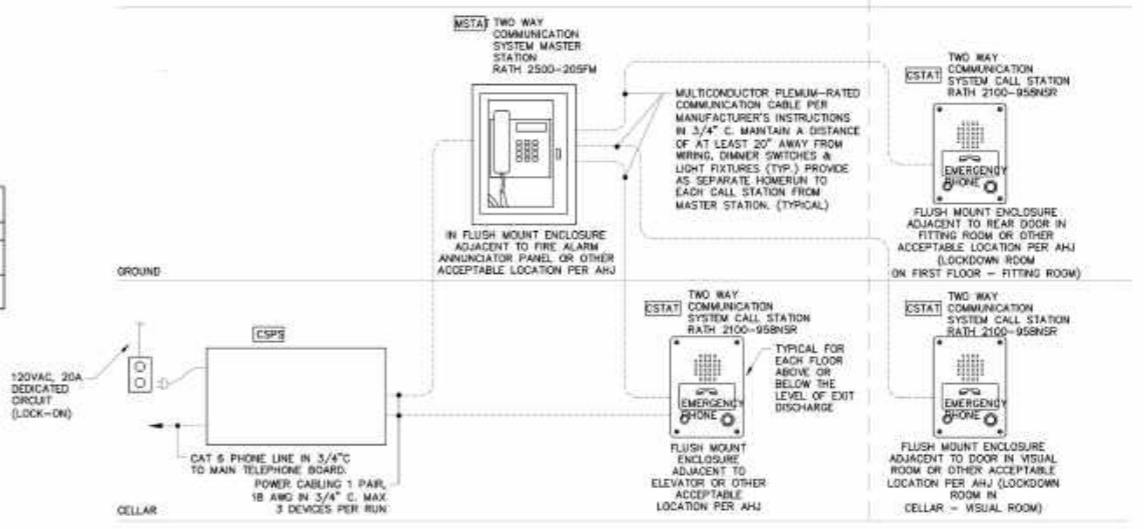 MSTAT
TWO WAY
COMMUNICATION
SYSTEM MASTER
STATION
RATH 2500-205FM
IN FLUSH MOUNT ENCLOSURE
ADJACENT TO FIRE ALARM
ANNUNCIATOR PANEL OR OTHER
ACCEPTABLE LOCATION PER AHJ
MULTICONDUCTOR PLEMUM-RATED
COMMUNICATION CABLE PER
MANUFACTURER'S INSTRUCTIONS
IN 3/4" C. MAINTAIN A DISTANCE
OF AT LEAST 20" AWAY FROM
WIRING, DIMMER SWITCHES &
LIGHT FIXTURES (TYP.) PROVIDE
AS SEPARATE HOMERUN TO
EACH CALL STATION FROM
MASTER STATION. (TYPICAL)
CSTAT
TWO WAY
COMMUNICATION
SYSTEM CALL STATION
RATH 2100-958NSR
EMERGENCY
PHONE
FLUSH MOUNT ENCLOSURE
ADJACENT TO REAR DOOR IN
FITTING ROOM OR OTHER
ACCEPTABLE LOCATION PER AHJ
(LOCKDOWN ROOM
ON FIRST FLOOR - FITTING ROOM)
GROUND
CSPS
120VAC, 20A
DEDICATED
CIRCUIT
(LOCK-ON)
CAT 6 PHONE LINE IN 3/4"C
TO MAIN TELEPHONE BOARD.
POWER CABLING 1 PAIR,
18 AWG IN 3/4" C. MAX
3 DEVICES PER RUN
CSTAT
TWO WAY
COMMUNICATION
SYSTEM CALL STATION
RATH 2100-958NSR
EMERGENCY
PHONE
TYPICAL FOR
EACH FLOOR
ABOVE OR
BELOW THE
LEVEL OF EXIT
DISCHARGE
FLUSH MOUNT
ENCLOSURE
ADJACENT TO
ELEVATOR OR OTHER
ACCEPTABLE
LOCATION PER AHJ
CSTAT
TWO WAY
COMMUNICATION
SYSTEM CALL STATION
RATH 2100-958NSR
EMERGENCY
PHONE
FLUSH MOUNT ENCLOSURE
ADJACENT TO DOOR IN VISUAL
ROOM OR OTHER ACCEPTABLE
LOCATION PER AHJ (LOCKDOWN
ROOM IN
CELLAR - VISUAL ROOM)
CELLAR